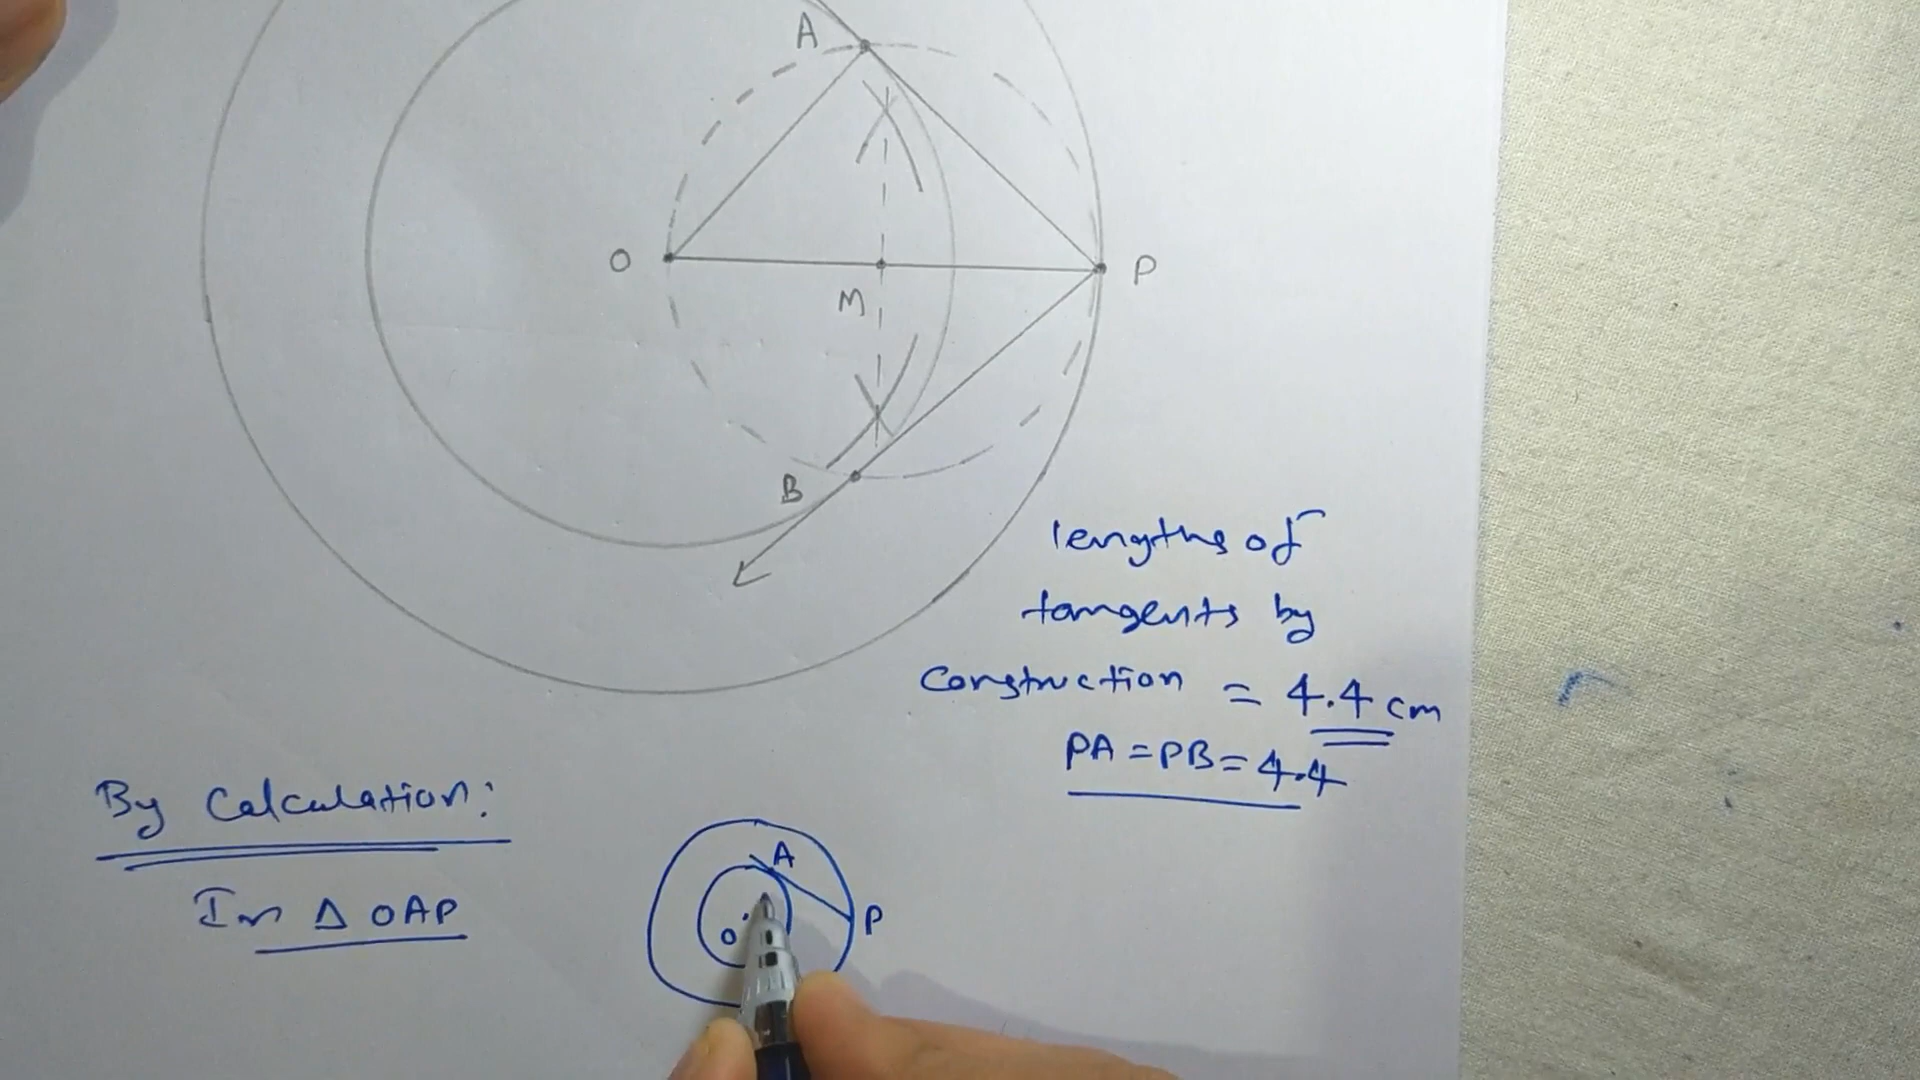 A
O
P
M
B
lengths of
tangents by
Construction = 4.4 cm
PA = PB = 4.4
By Calculation:
In Δ OAP
A
O
P